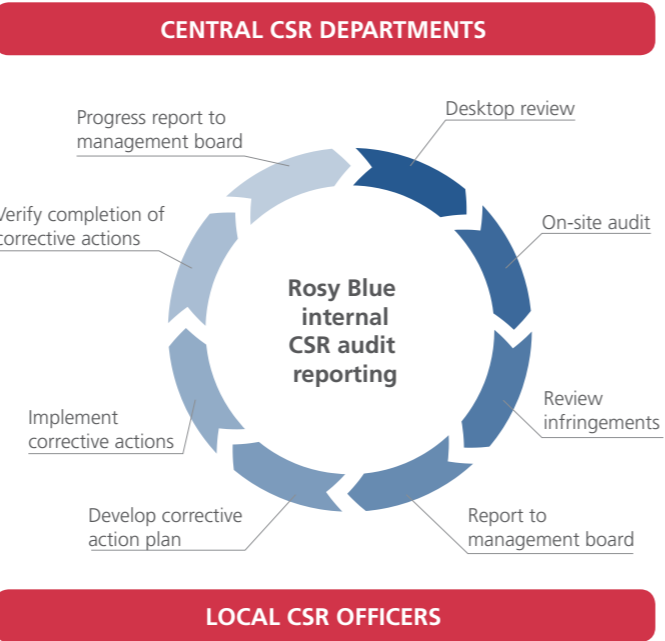 CENTRAL CSR DEPARTMENTS
Desktop review
On-site audit
Review
infringements
Report to
management board
Develop corrective
action plan
Implement
corrective actions
Verify completion of
corrective actions
Progress report to
management board
Rosy Blue
internal
CSR audit
reporting
LOCAL CSR OFFICERS